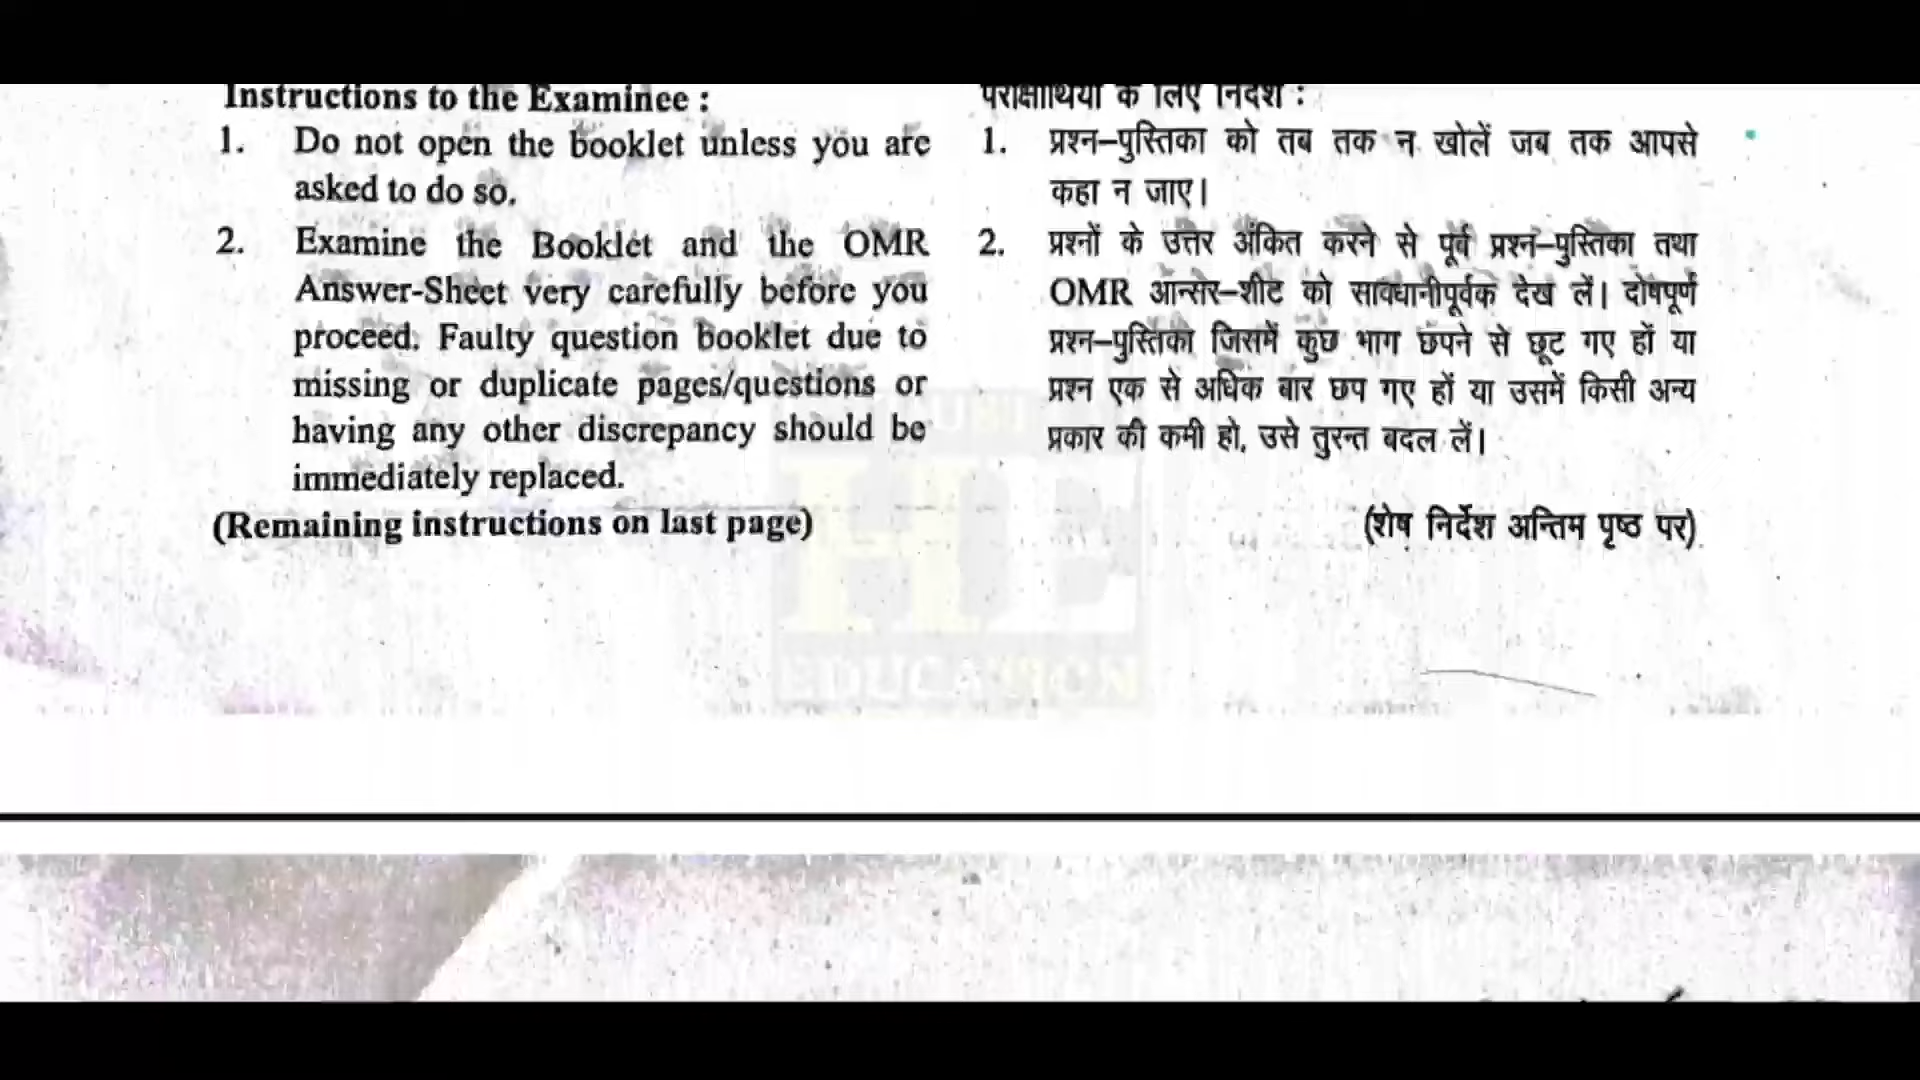 Instructions to the Examinee :
1. Do not open the booklet unless you are
asked to do so.
2. Examine the Booklet and the OMR
Answer-Sheet very carefully before you
proceed. Faulty question booklet due to
missing or duplicate pages/questions or
having any other discrepancy should be
immediately replaced.
(Remaining instructions on last page)
परीक्षार्थियों के लिए निर्देश :
1. प्रश्न-पुस्तिका को तब तक न खोलें जब तक आपसे
कहा न जाए।
2. प्रश्नों के उत्तर अंकित करने से पूर्व प्रश्न-पुस्तिका तथा
OMR आन्सर-शीट को सावधानीपूर्वक देख लें। दोषपूर्ण
प्रश्न-पुस्तिका जिसमें कुछ भाग छपने से छूट गए हों या
प्रश्न एक से अधिक बार छप गए हों या उसमें किसी अन्य
प्रकार की कमी हो, उसे तुरन्त बदल लें।
(शेष निर्देश अन्तिम पृष्ठ पर)
HE
EDUCATION